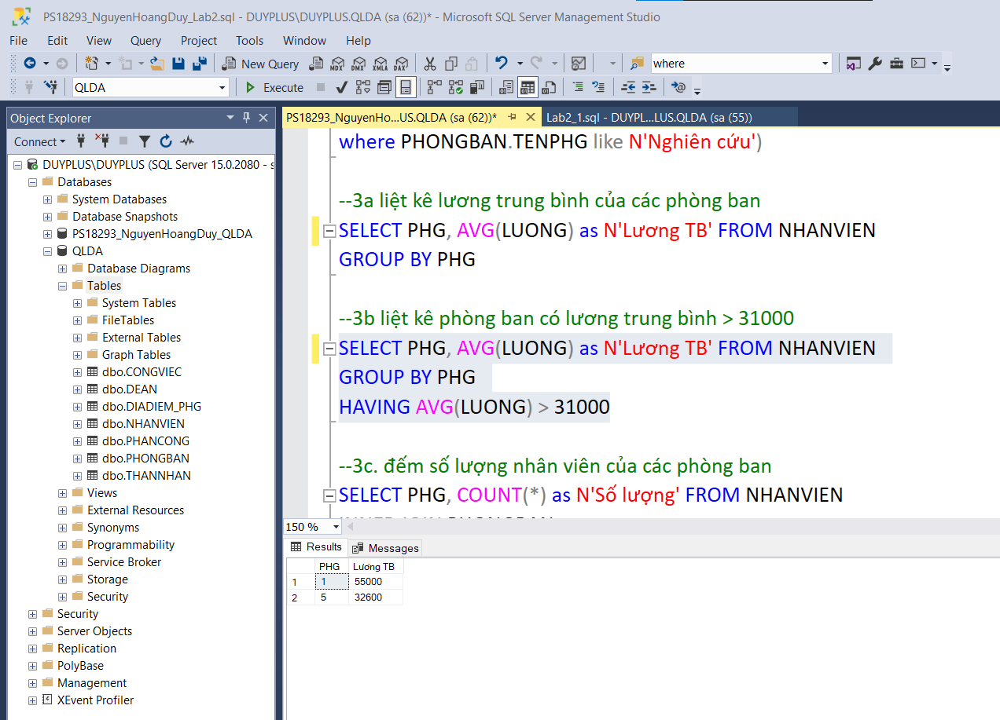 PS18293_NguyenHoangDuy_Lab2.sql - DUYPLUS\DUYPLUS.QLDA (sa (62))* - Microsoft SQL Server Management Studio
File Edit View Query Project Tools Window Help
New Query MDX DMX XMLA DAX where
QLDA Execute
Object Explorer
Connect
DUYPLUS\DUYPLUS (SQL Server 15.0.2080 - s
Databases
System Databases
Database Snapshots
PS18293_NguyenHoangDuy_QLDA
QLDA
Database Diagrams
Tables
System Tables
FileTables
External Tables
Graph Tables
dbo.CONGVIEC
dbo.DEAN
dbo.DIADIEM_PHG
dbo.NHANVIEN
dbo.PHANCONG
dbo.PHONGBAN
dbo.THANNHAN
Views
External Resources
Synonyms
Programmability
Service Broker
Storage
Security
Security
Server Objects
Replication
PolyBase
Management
XEvent Profiler
PS18293_NguyenHo...US.QLDA (sa (62))* Lab2_1.sql - DUYPL...LUS.QLDA (sa (55))
where PHONGBAN.TENPHG like N'Nghiên cứu')
--3a liệt kê lương trung bình của các phòng ban
SELECT PHG, AVG(LUONG) as N'Lương TB' FROM NHANVIEN
GROUP BY PHG
--3b liệt kê phòng ban có lương trung bình > 31000
SELECT PHG, AVG(LUONG) as N'Lương TB' FROM NHANVIEN
GROUP BY PHG
HAVING AVG(LUONG) > 31000
--3c. đếm số lượng nhân viên của các phòng ban
SELECT PHG, COUNT(*) as N'Số lượng' FROM NHANVIEN
INNER JOIN PHONGBAN
150 %
Results Messages
PHG Lương TB
1 1 55000
2 5 32600